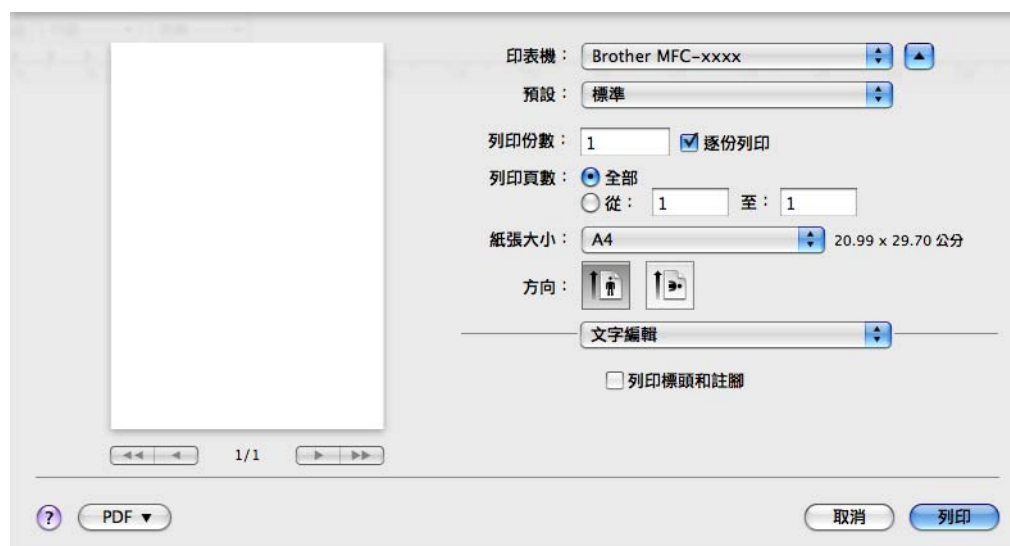 印表機： Brother MFC-xxxx
預設： 標準
列印份數： 1 逐份列印
列印頁數： 全部
從： 1 至： 1
紙張大小： A4 20.99 x 29.70 公分
方向：
文字編輯
列印標頭和註腳
1/1
? PDF 取消 列印